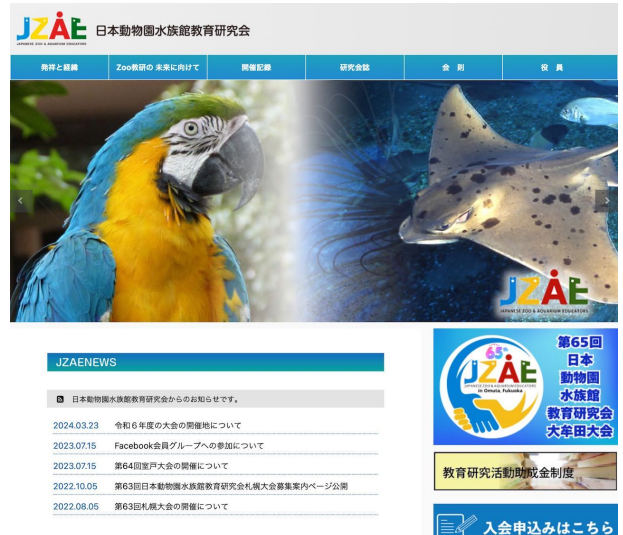 JZAE 日本動物園水族館教育研究会
JAPANESE ZOO & AQUARIUM EDUCATORS
発祥と経緯 Zoo教研の 未来に向けて 開催記録 研究会誌 会 則 役 員
JZAE
JAPANESE ZOO & AQUARIUM EDUCATORS
JZAENEWS
日本動物園水族館教育研究会からのお知らせです。
2024.03.23 令和６年度の大会の開催地について
2023.07.15 Facebook会員グループへの参加について
2023.07.15 第64回室戸大会の開催について
2022.10.05 第63回日本動物園水族館教育研究会札幌大会募集案内ページ公開
2022.08.05 第63回札幌大会の開催について
65th
JZAE
JAPANESE ZOO & AQUARIUM EDUCATORS
in Omuta, Fukuoka
第65回
日本
動物園
水族館
教育研究会
大牟田大会
教育研究活動助成金制度
入会申込みはこちら